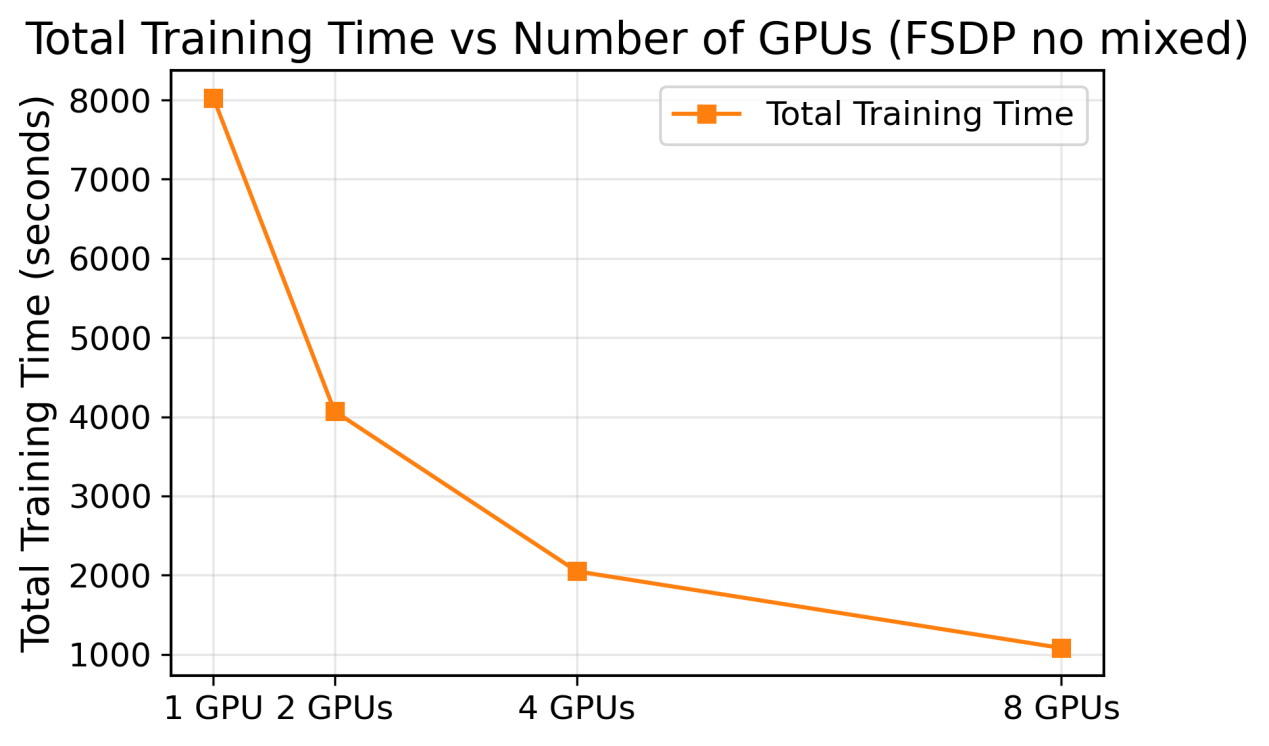 Total Training Time vs Number of GPUs (FSDP no mixed)
Total Training Time
Total Training Time (seconds)
8000
7000
6000
5000
4000
3000
2000
1000
1 GPU 2 GPUs 4 GPUs 8 GPUs